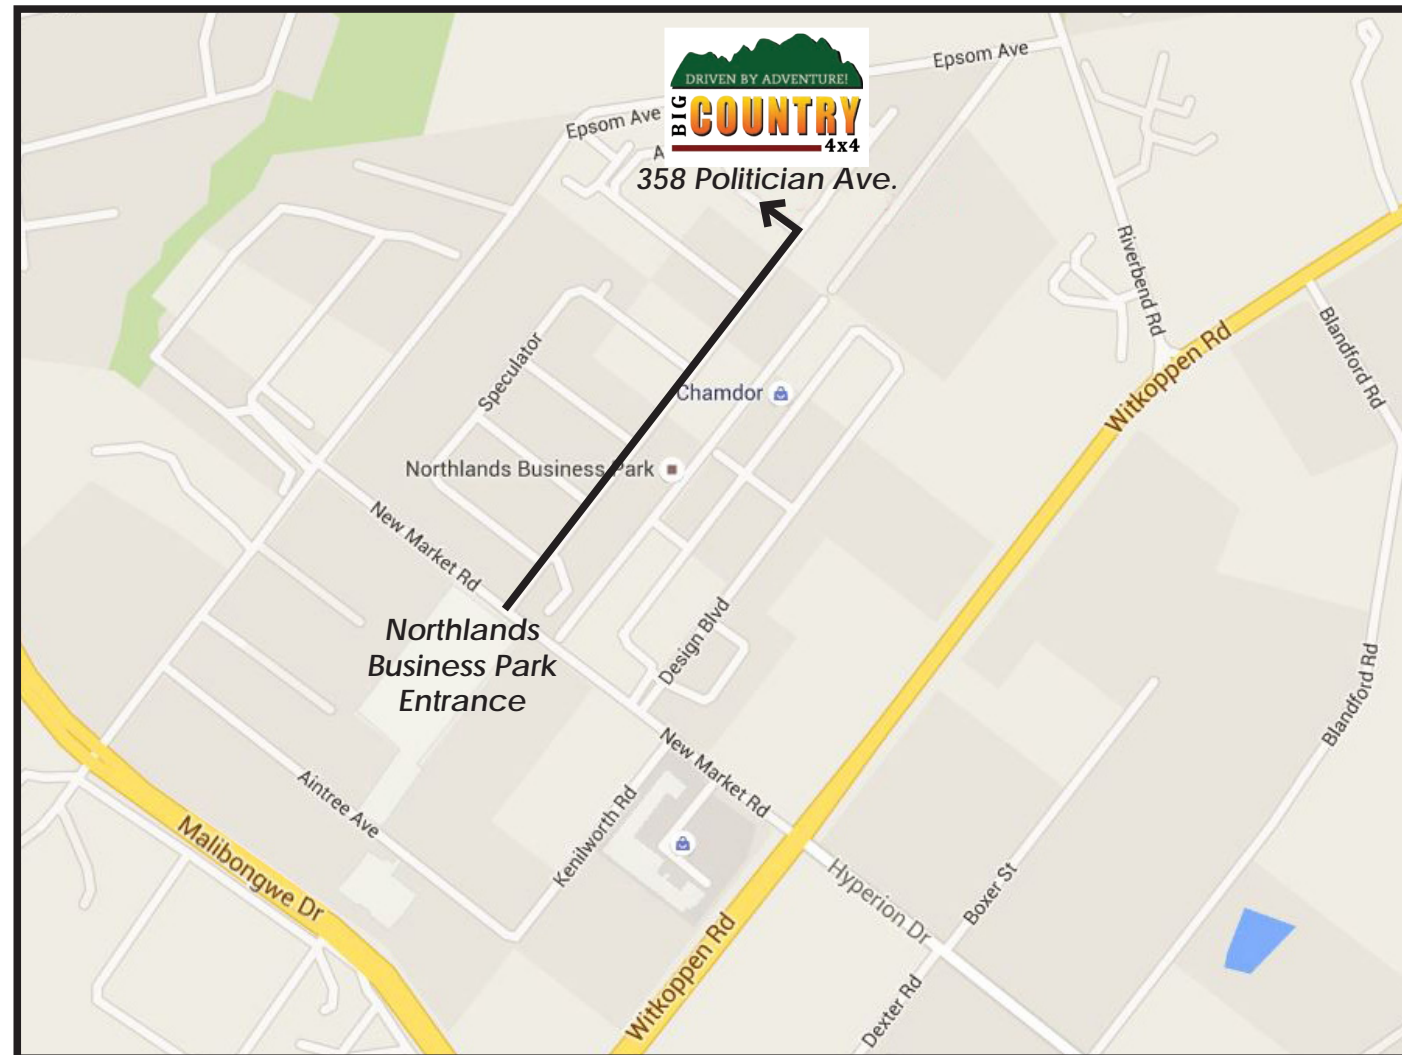 Epsom Ave
DRIVEN BY ADVENTURE!
BIG
COUNTRY
4x4
Epsom Ave
A
358 Politician Ave.
Riverbend Rd
Blandford Rd
Witkoppen Rd
Speculator
Chamdor
Northlands Business Park
New Market Rd
Northlands
Business Park
Entrance
Design Blvd
Blandford Rd
New Market Rd
Aintree Ave
Kenilworth Rd
Malibongwe Dr
Hyperion Dr
Boxer St
Witkoppen Rd
Dexter Rd